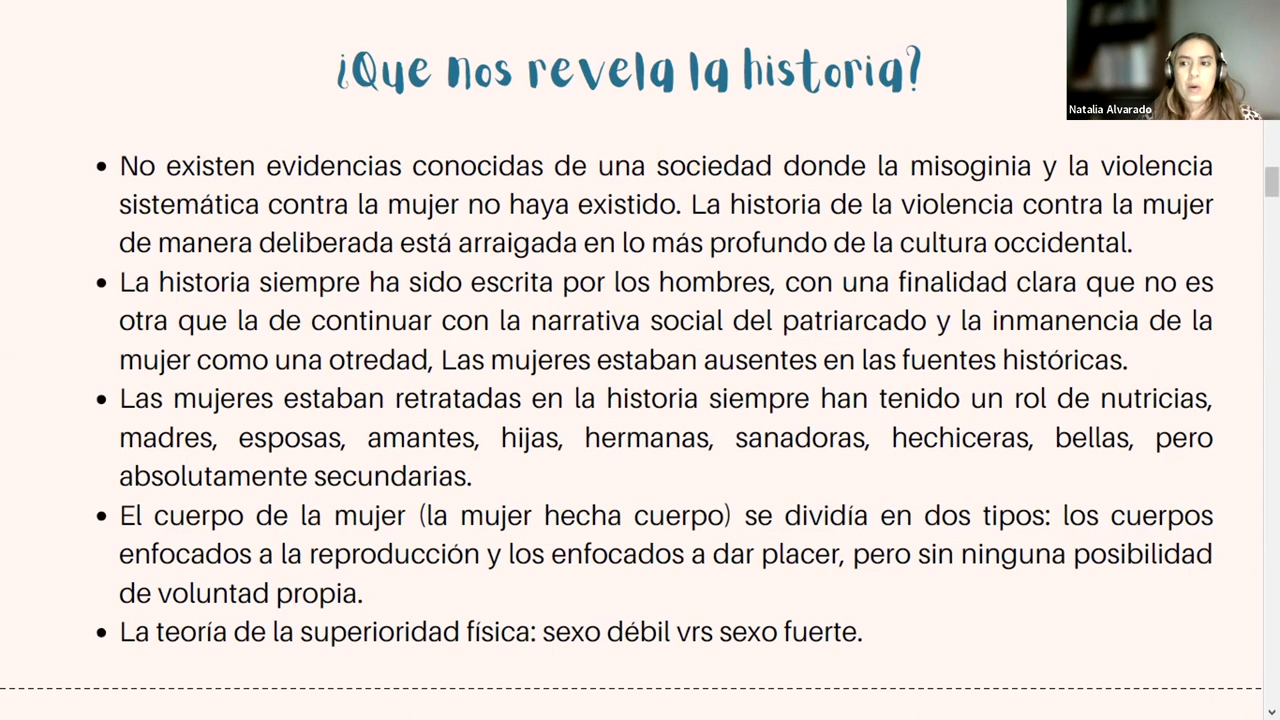 ¿Que nos revela la historia?
Natalia Alvarado
• No existen evidencias conocidas de una sociedad donde la misoginia y la violencia
sistemática contra la mujer no haya existido. La historia de la violencia contra la mujer
de manera deliberada está arraigada en lo más profundo de la cultura occidental.
• La historia siempre ha sido escrita por los hombres, con una finalidad clara que no es
otra que la de continuar con la narrativa social del patriarcado y la inmanencia de la
mujer como una otredad, Las mujeres estaban ausentes en las fuentes históricas.
• Las mujeres estaban retratadas en la historia siempre han tenido un rol de nutricias,
madres, esposas, amantes, hijas, hermanas, sanadoras, hechiceras, bellas, pero
absolutamente secundarias.
• El cuerpo de la mujer (la mujer hecha cuerpo) se dividía en dos tipos: los cuerpos
enfocados a la reproducción y los enfocados a dar placer, pero sin ninguna posibilidad
de voluntad propia.
• La teoría de la superioridad física: sexo débil vrs sexo fuerte.